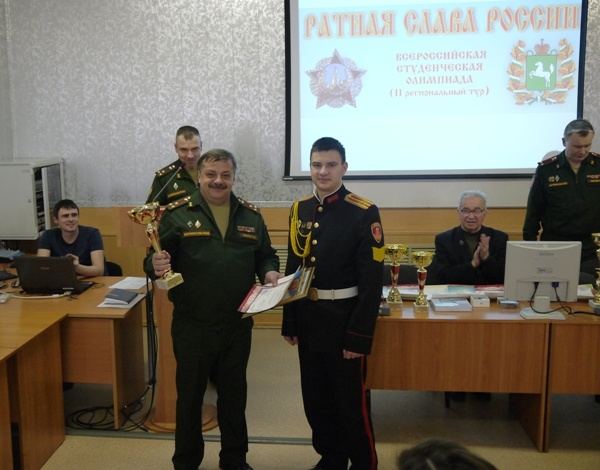 РАТНАЯ СЛАВА РОССИИ
ВСЕРОССИЙСКАЯ
СТУДЕНЧЕСКАЯ
ОЛИМПИАДА
(II региональный тур)